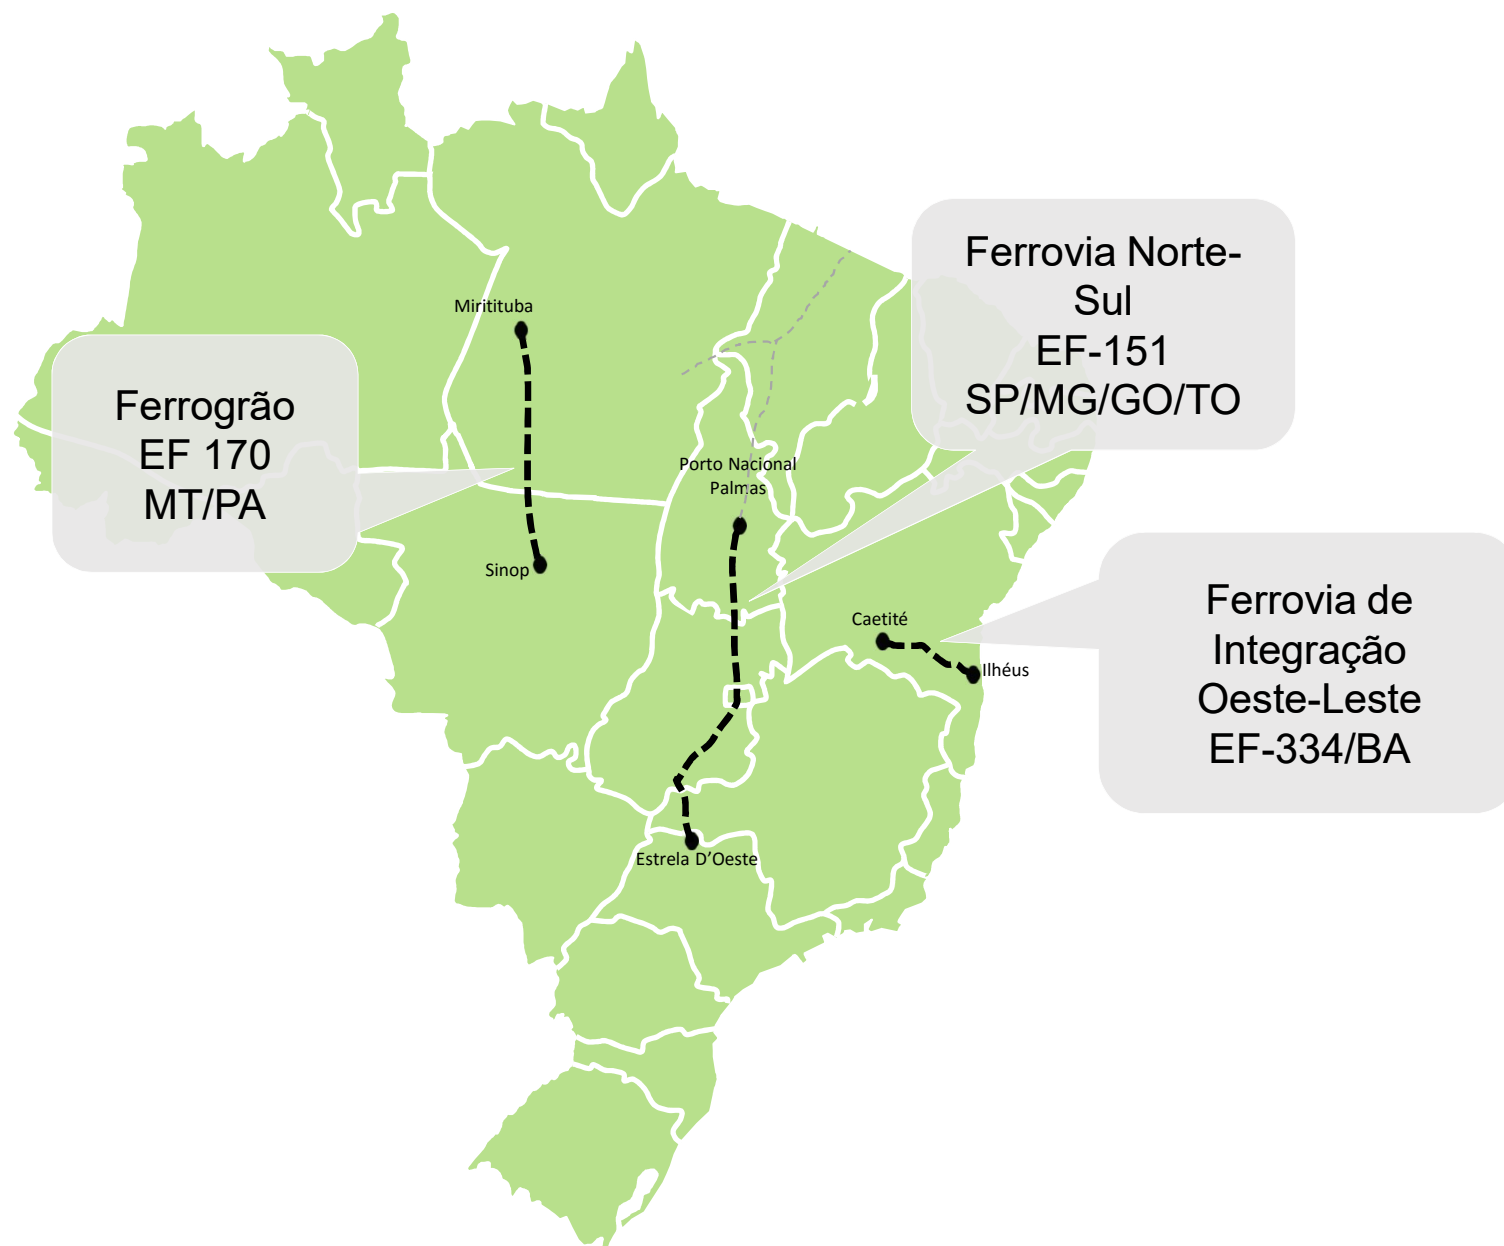 Ferrovia Norte-
Sul
EF-151
SP/MG/GO/TO
Miritituba
Ferrogrão
EF 170
MT/PA
Porto Nacional
Palmas
Sinop
Caetité
Ilhéus
Ferrovia de
Integração
Oeste-Leste
EF-334/BA
Estrela D’Oeste